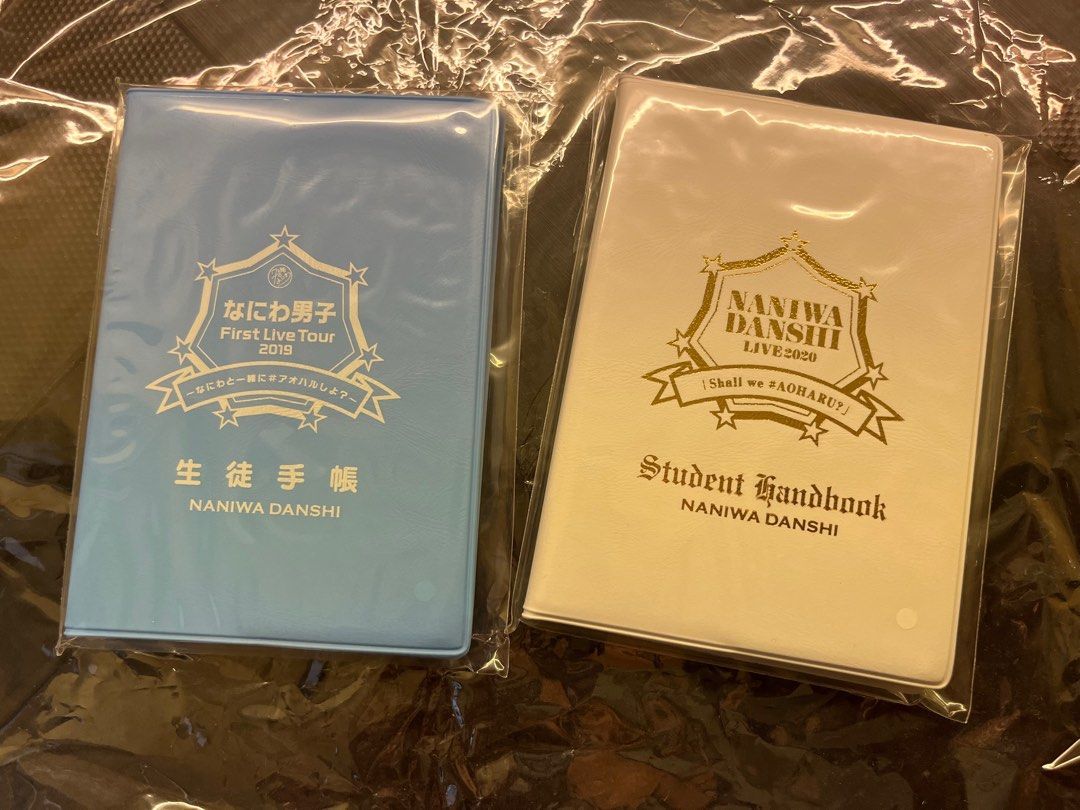 なにわ男子
First Live Tour
2019
～なにわと一緒に#アオハルしよ?～
生徒手帳
NANIWA DANSHI
NANIWA
DANSHI
LIVE2020
「Shall we #AOHARU?」
Student Handbook
NANIWA DANSHI